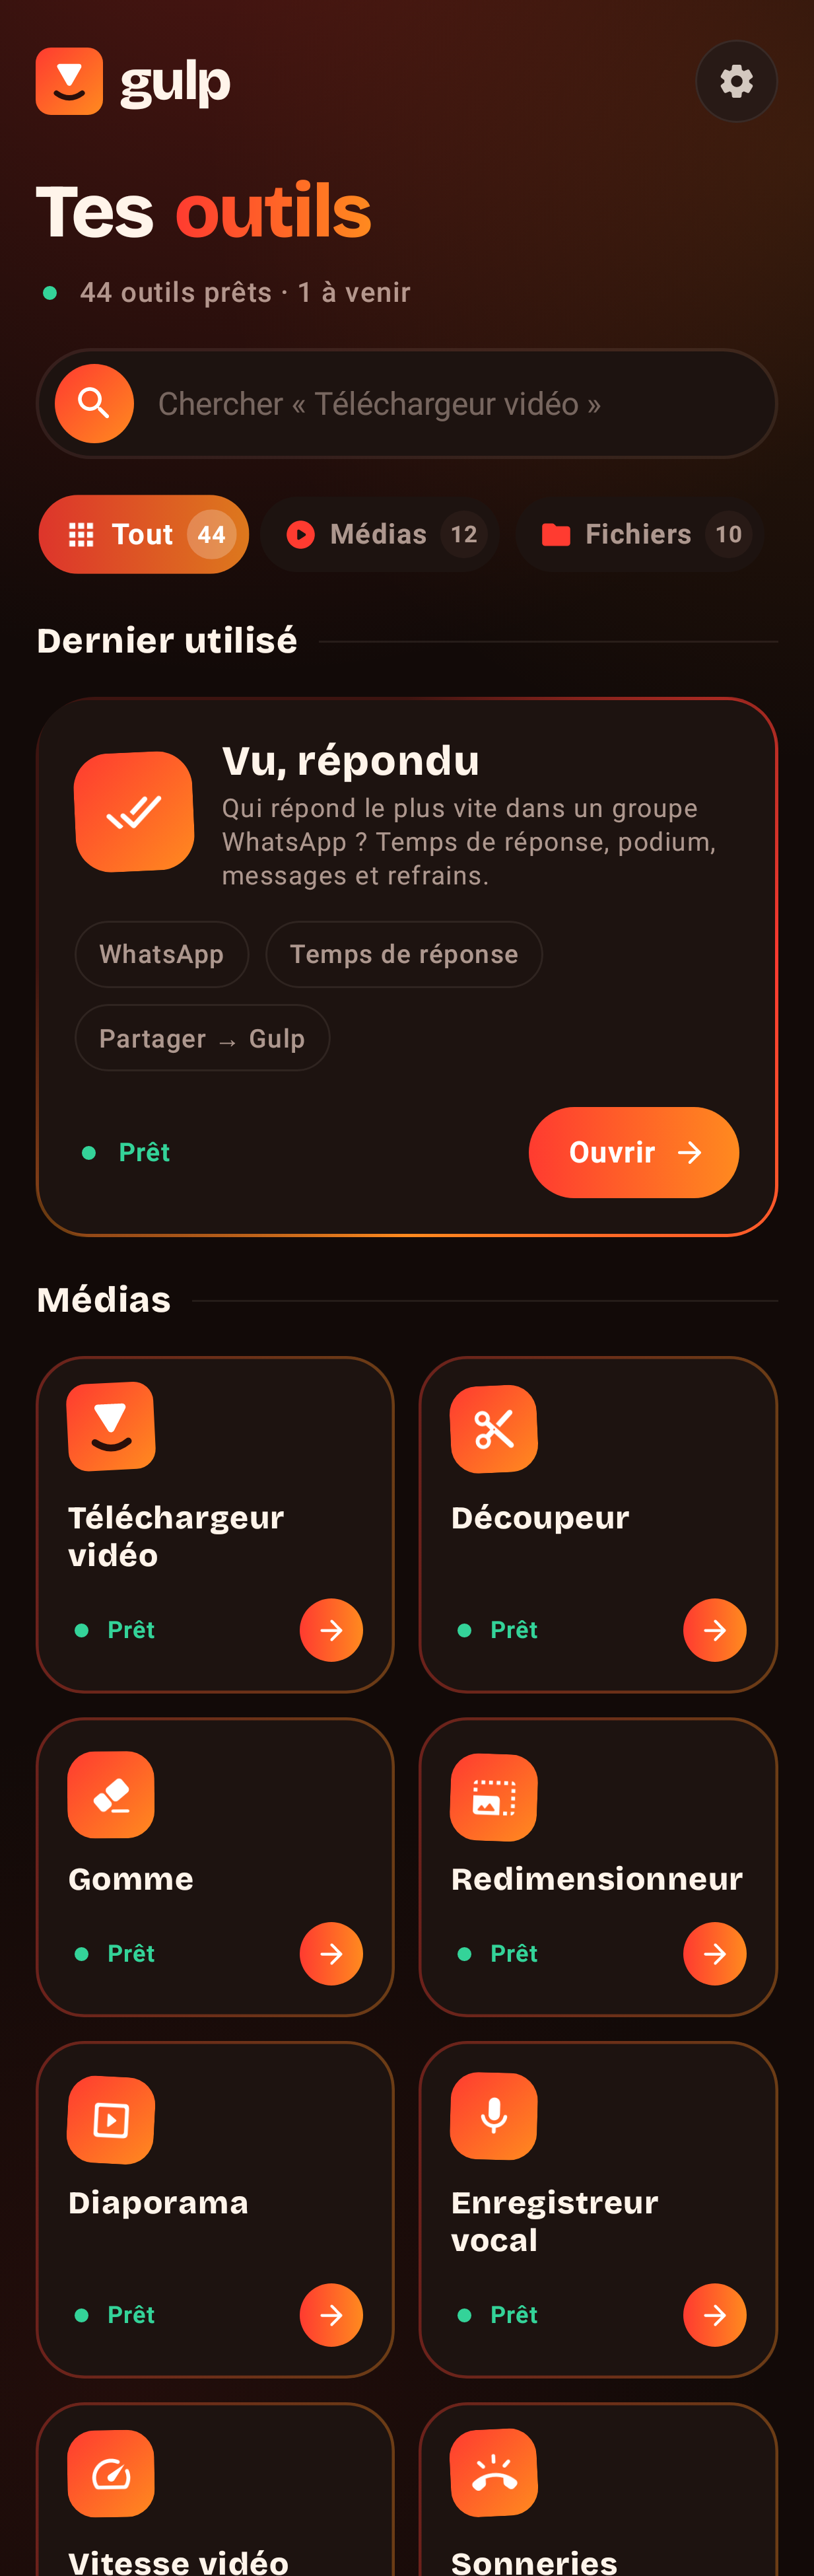 gulp
Tes outils
44 outils prêts · 1 à venir
Chercher « Téléchargeur vidéo »
Tout 44 Médias 12 Fichiers 10
Dernier utilisé
Vu, répondu
Qui répond le plus vite dans un groupe
WhatsApp ? Temps de réponse, podium,
messages et refrains.
WhatsApp Temps de réponse
Partager → Gulp
Prêt Ouvrir →
Médias
Téléchargeur
vidéo
Prêt
Découpeur
Prêt
Gomme
Prêt
Redimensionneur
Prêt
Diaporama
Prêt
Enregistreur
vocal
Prêt
Vitesse vidéo
Sonneries